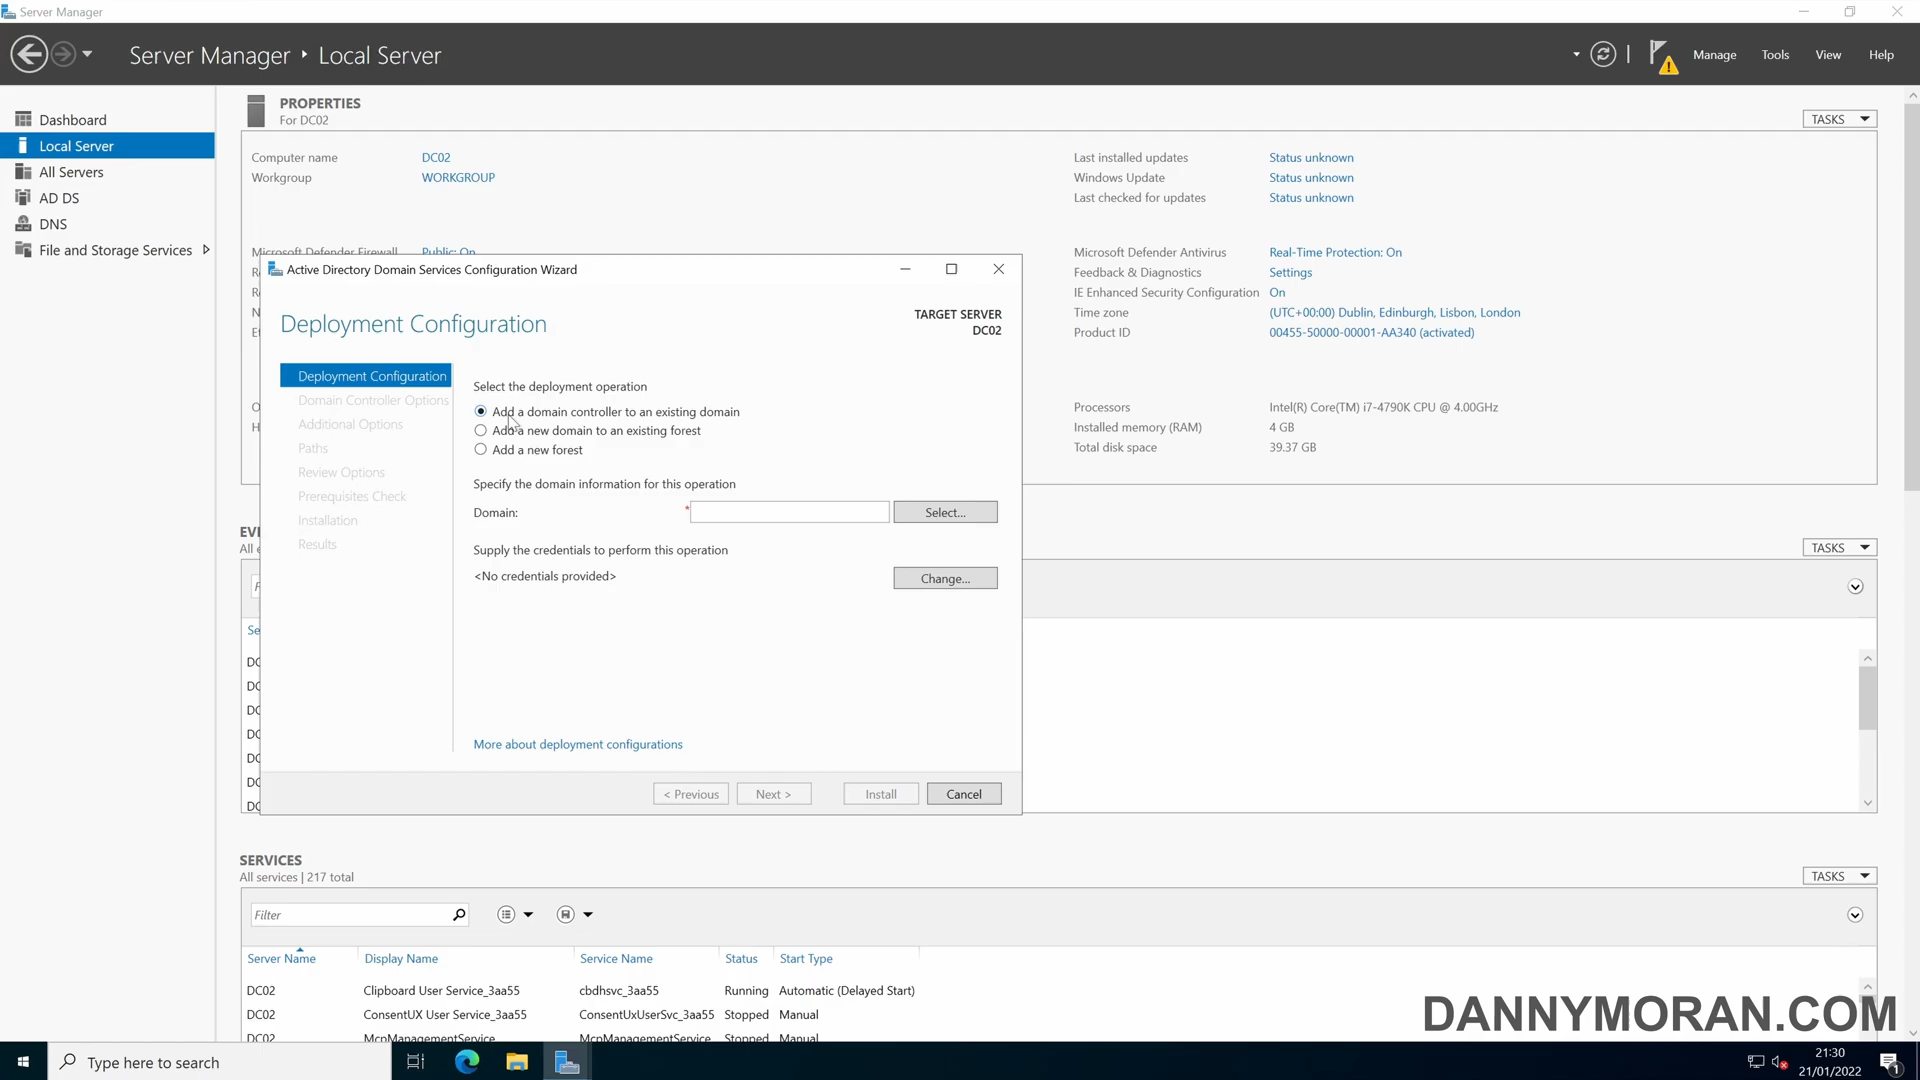 Server Manager
Server Manager ‣ Local Server
Manage
Tools
View
Help
Dashboard
Local Server
All Servers
AD DS
DNS
File and Storage Services
PROPERTIES
For DC02
TASKS
Computer name DC02
Workgroup WORKGROUP
Last installed updates Status unknown
Windows Update Status unknown
Last checked for updates Status unknown
Microsoft Defender Firewall Public: On
Microsoft Defender Antivirus Real-Time Protection: On
Feedback & Diagnostics Settings
IE Enhanced Security Configuration On
Time zone (UTC+00:00) Dublin, Edinburgh, Lisbon, London
Product ID 00455-50000-00001-AA340 (activated)
Processors Intel(R) Core(TM) i7-4790K CPU @ 4.00GHz
Installed memory (RAM) 4 GB
Total disk space 39.37 GB
Active Directory Domain Services Configuration Wizard
Deployment Configuration
TARGET SERVER
DC02
Deployment Configuration
Domain Controller Options
Additional Options
Paths
Review Options
Prerequisites Check
Installation
Results
Select the deployment operation
Add a domain controller to an existing domain
Add a new domain to an existing forest
Add a new forest
Specify the domain information for this operation
Domain: *
Select...
Supply the credentials to perform this operation
<No credentials provided>
Change...
More about deployment configurations
< Previous
Next >
Install
Cancel
TASKS
SERVICES
All services | 217 total
TASKS
Filter
Server Name Display Name Service Name Status Start Type
DC02 Clipboard User Service_3aa55 cbdhsvc_3aa55 Running Automatic (Delayed Start)
DC02 ConsentUX User Service_3aa55 ConsentUxUserSvc_3aa55 Stopped Manual
DC02 McpManagementService McpManagementService Stopped Manual
DANNYMORAN.COM
Type here to search
21:30
21/01/2022
1